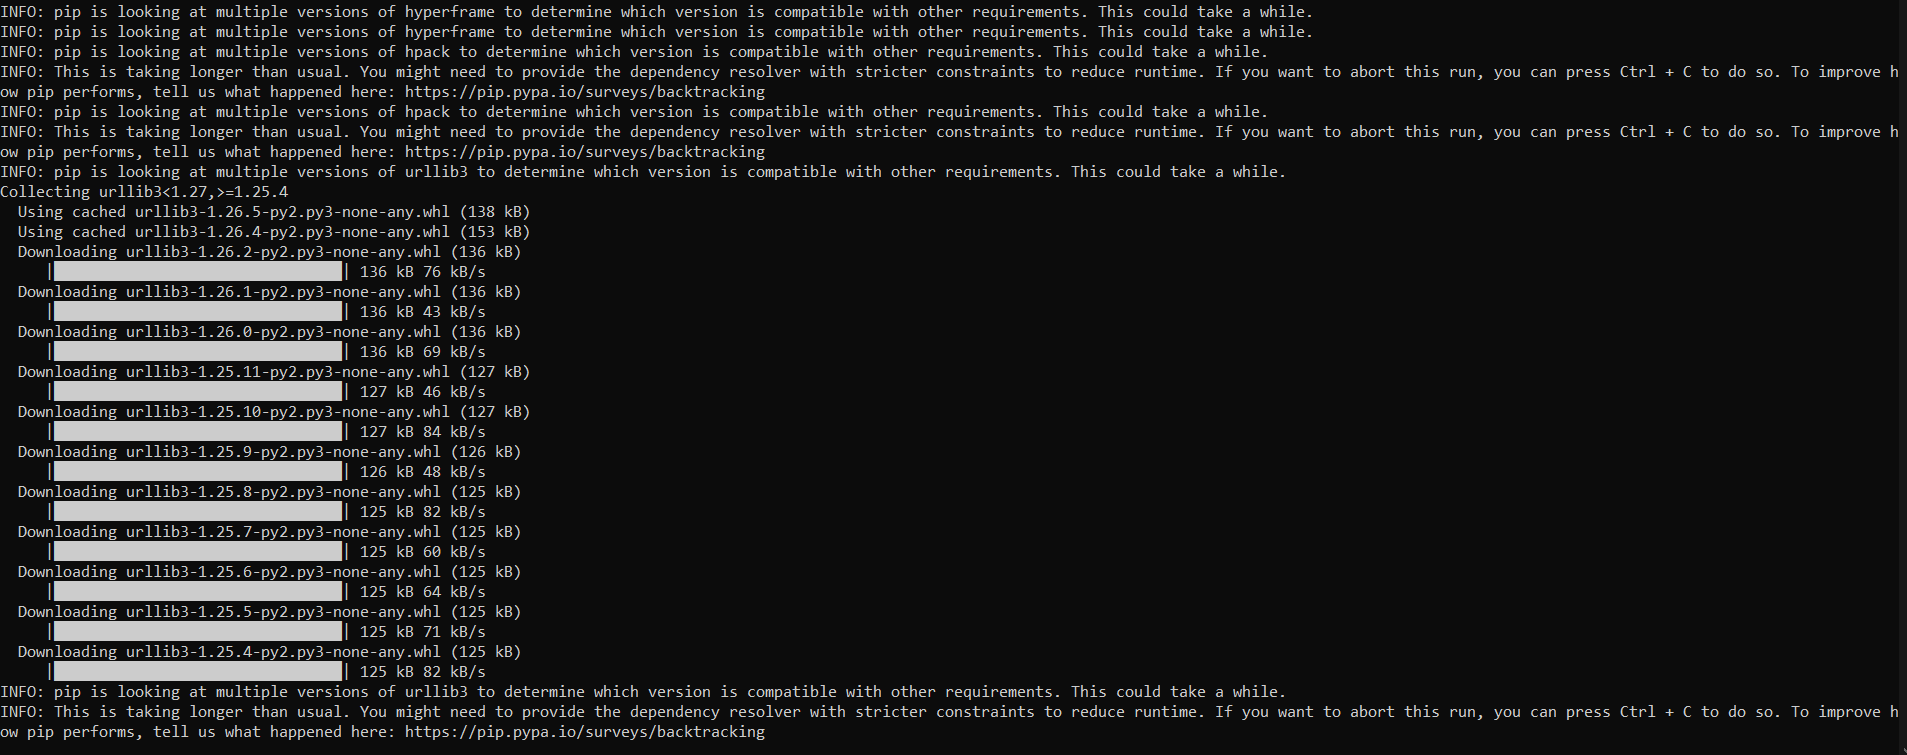 INFO: pip is looking at multiple versions of hyperframe to determine which version is compatible with other requirements. This could take a while.
INFO: pip is looking at multiple versions of hyperframe to determine which version is compatible with other requirements. This could take a while.
INFO: pip is looking at multiple versions of hpack to determine which version is compatible with other requirements. This could take a while.
INFO: This is taking longer than usual. You might need to provide the dependency resolver with stricter constraints to reduce runtime. If you want to abort this run, you can press Ctrl + C to do so. To improve h
ow pip performs, tell us what happened here: https://pip.pypa.io/surveys/backtracking
INFO: pip is looking at multiple versions of hpack to determine which version is compatible with other requirements. This could take a while.
INFO: This is taking longer than usual. You might need to provide the dependency resolver with stricter constraints to reduce runtime. If you want to abort this run, you can press Ctrl + C to do so. To improve h
ow pip performs, tell us what happened here: https://pip.pypa.io/surveys/backtracking
INFO: pip is looking at multiple versions of urllib3 to determine which version is compatible with other requirements. This could take a while.
Collecting urllib3<1.27,>=1.25.4
  Using cached urllib3-1.26.5-py2.py3-none-any.whl (138 kB)
  Using cached urllib3-1.26.4-py2.py3-none-any.whl (153 kB)
  Downloading urllib3-1.26.2-py2.py3-none-any.whl (136 kB)
     |████████████████████████████████| 136 kB 76 kB/s
  Downloading urllib3-1.26.1-py2.py3-none-any.whl (136 kB)
     |████████████████████████████████| 136 kB 43 kB/s
  Downloading urllib3-1.26.0-py2.py3-none-any.whl (136 kB)
     |████████████████████████████████| 136 kB 69 kB/s
  Downloading urllib3-1.25.11-py2.py3-none-any.whl (127 kB)
     |████████████████████████████████| 127 kB 46 kB/s
  Downloading urllib3-1.25.10-py2.py3-none-any.whl (127 kB)
     |████████████████████████████████| 127 kB 84 kB/s
  Downloading urllib3-1.25.9-py2.py3-none-any.whl (126 kB)
     |████████████████████████████████| 126 kB 48 kB/s
  Downloading urllib3-1.25.8-py2.py3-none-any.whl (125 kB)
     |████████████████████████████████| 125 kB 82 kB/s
  Downloading urllib3-1.25.7-py2.py3-none-any.whl (125 kB)
     |████████████████████████████████| 125 kB 60 kB/s
  Downloading urllib3-1.25.6-py2.py3-none-any.whl (125 kB)
     |████████████████████████████████| 125 kB 64 kB/s
  Downloading urllib3-1.25.5-py2.py3-none-any.whl (125 kB)
     |████████████████████████████████| 125 kB 71 kB/s
  Downloading urllib3-1.25.4-py2.py3-none-any.whl (125 kB)
     |████████████████████████████████| 125 kB 82 kB/s
INFO: pip is looking at multiple versions of urllib3 to determine which version is compatible with other requirements. This could take a while.
INFO: This is taking longer than usual. You might need to provide the dependency resolver with stricter constraints to reduce runtime. If you want to abort this run, you can press Ctrl + C to do so. To improve h
ow pip performs, tell us what happened here: https://pip.pypa.io/surveys/backtracking